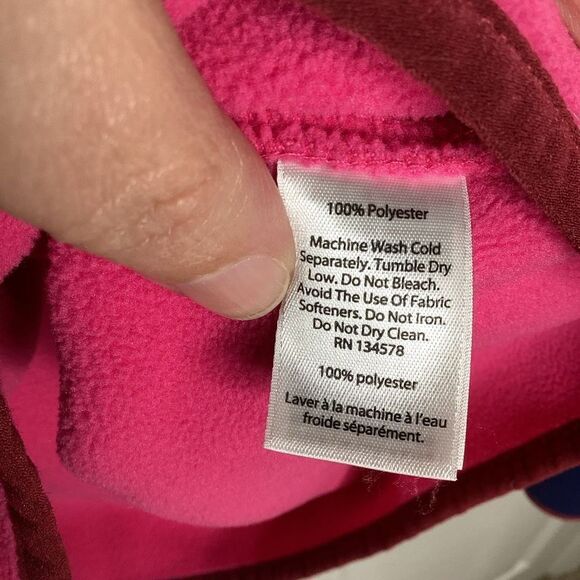 100% Polyester
Machine Wash Cold
Separately. Tumble Dry
Low. Do Not Bleach.
Avoid The Use Of Fabric
Softeners. Do Not Iron.
Do Not Dry Clean.
RN 134578
100% polyester
Laver à la machine à l'eau
froide séparément.